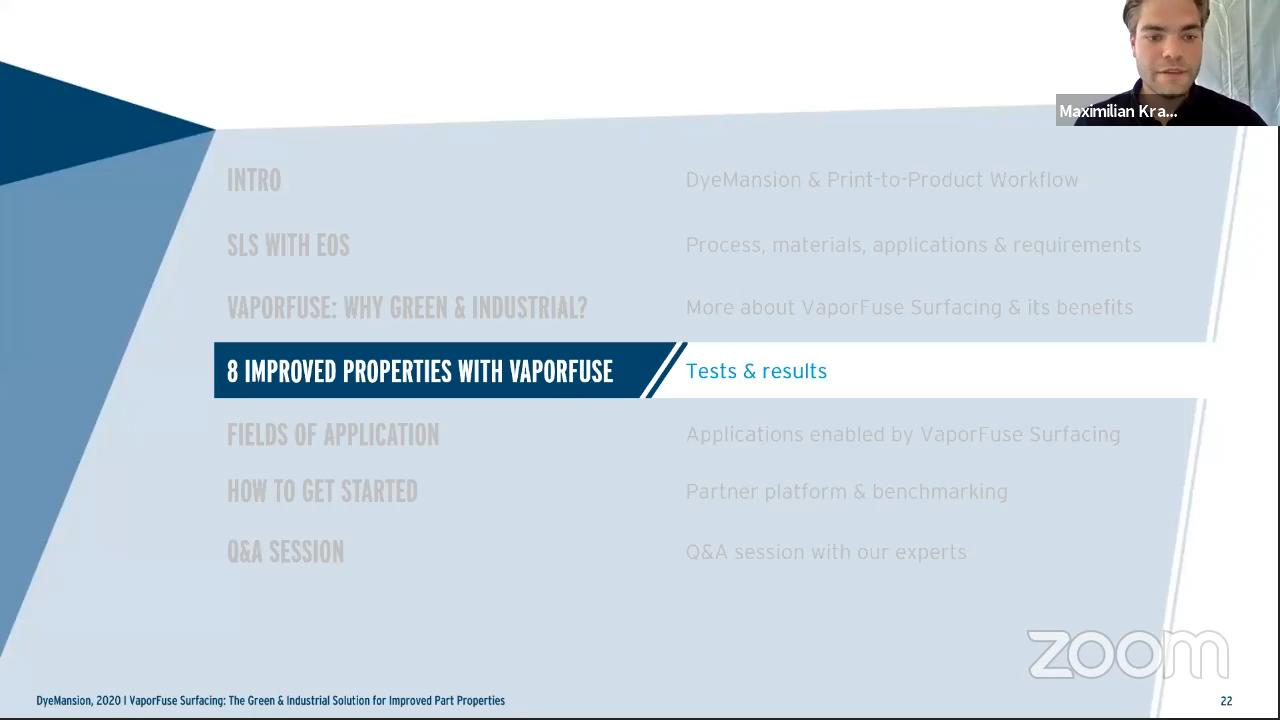 Maximilian Kra...
INTRO
DyeMansion & Print-to-Product Workflow
SLS WITH EOS
Process, materials, applications & requirements
VAPORFUSE: WHY GREEN & INDUSTRIAL?
More about VaporFuse Surfacing & its benefits
8 IMPROVED PROPERTIES WITH VAPORFUSE
Tests & results
FIELDS OF APPLICATION
Applications enabled by VaporFuse Surfacing
HOW TO GET STARTED
Partner platform & benchmarking
Q&A SESSION
Q&A session with our experts
zoom
DyeMansion, 2020 I VaporFuse Surfacing: The Green & Industrial Solution for Improved Part Properties
22